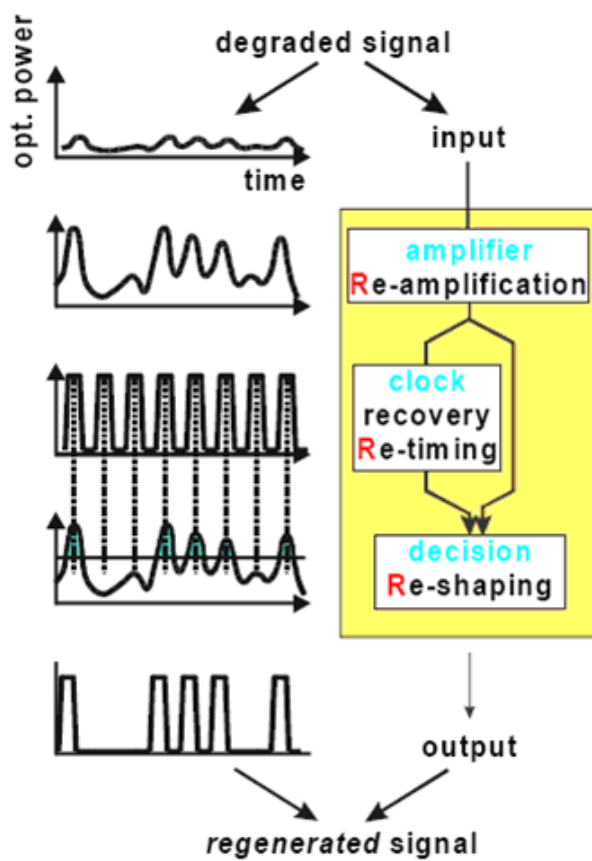 degraded signal
opt. power
time
input
amplifier
Re-amplification
clock
recovery
Re-timing
decision
Re-shaping
output
regenerated signal